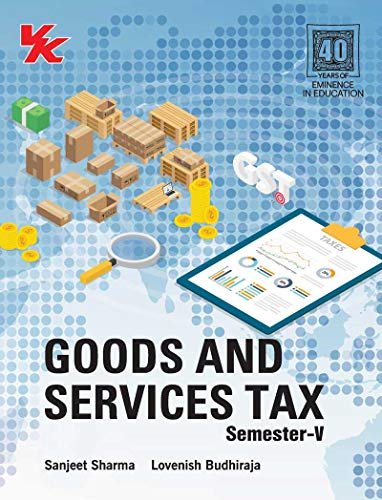 VK
40
YEARS OF
EMINENCE
IN EDUCATION
GST
TAXES
GOODS AND
SERVICES TAX
Semester-V
Sanjeet Sharma Lovenish Budhiraja